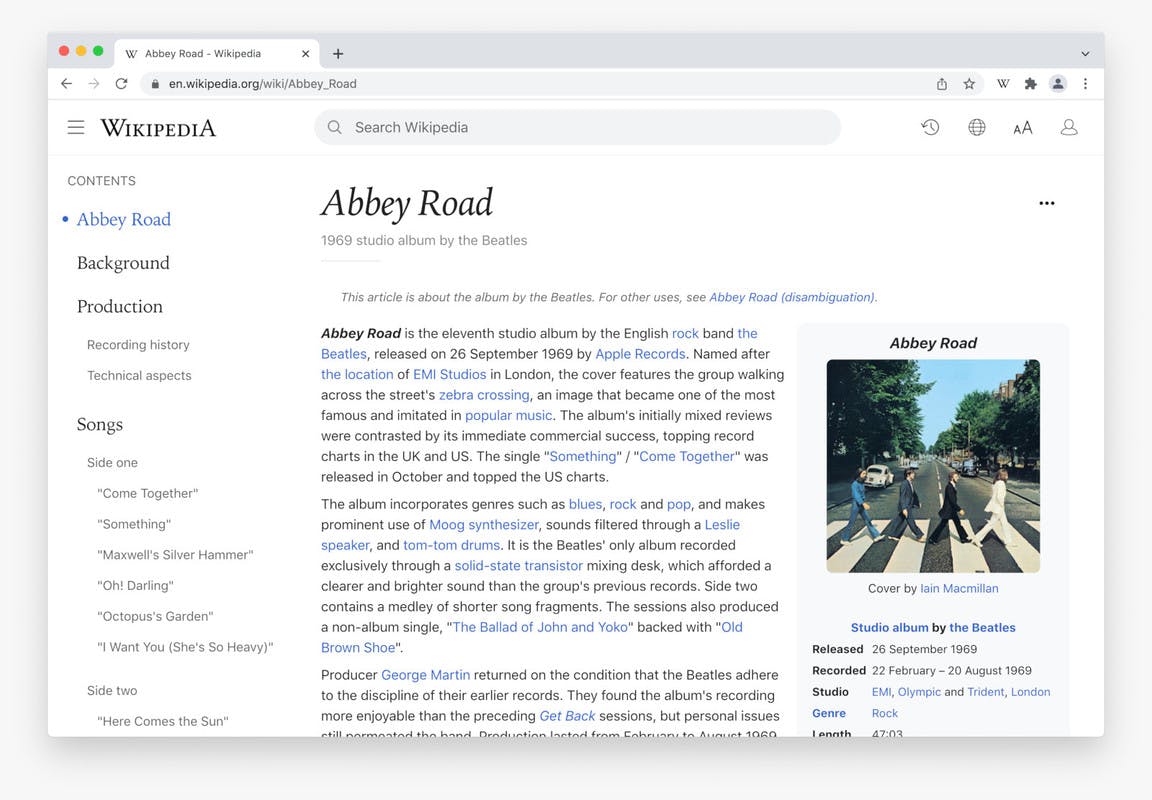 Abbey Road - Wikipedia
en.wikipedia.org/wiki/Abbey_Road
W
WIKIPEDIA
Search Wikipedia
AA
CONTENTS
Abbey Road
Background
Production
Recording history
Technical aspects
Songs
Side one
"Come Together"
"Something"
"Maxwell's Silver Hammer"
"Oh! Darling"
"Octopus's Garden"
"I Want You (She's So Heavy)"
Side two
"Here Comes the Sun"
Abbey Road
1969 studio album by the Beatles
This article is about the album by the Beatles. For other uses, see Abbey Road (disambiguation).
Abbey Road is the eleventh studio album by the English rock band the
Beatles, released on 26 September 1969 by Apple Records. Named after
the location of EMI Studios in London, the cover features the group walking
across the street's zebra crossing, an image that became one of the most
famous and imitated in popular music. The album's initially mixed reviews
were contrasted by its immediate commercial success, topping record
charts in the UK and US. The single "Something" / "Come Together" was
released in October and topped the US charts.
The album incorporates genres such as blues, rock and pop, and makes
prominent use of Moog synthesizer, sounds filtered through a Leslie
speaker, and tom-tom drums. It is the Beatles' only album recorded
exclusively through a solid-state transistor mixing desk, which afforded a
clearer and brighter sound than the group's previous records. Side two
contains a medley of shorter song fragments. The sessions also produced
a non-album single, "The Ballad of John and Yoko" backed with "Old
Brown Shoe".
Producer George Martin returned on the condition that the Beatles adhere
to the discipline of their earlier records. They found the album's recording
more enjoyable than the preceding Get Back sessions, but personal issues
still permeated the band. Production lasted from February to August 1969
Abbey Road
Cover by Iain Macmillan
Studio album by the Beatles
Released 26 September 1969
Recorded 22 February – 20 August 1969
Studio EMI, Olympic and Trident, London
Genre Rock
Length 47:03